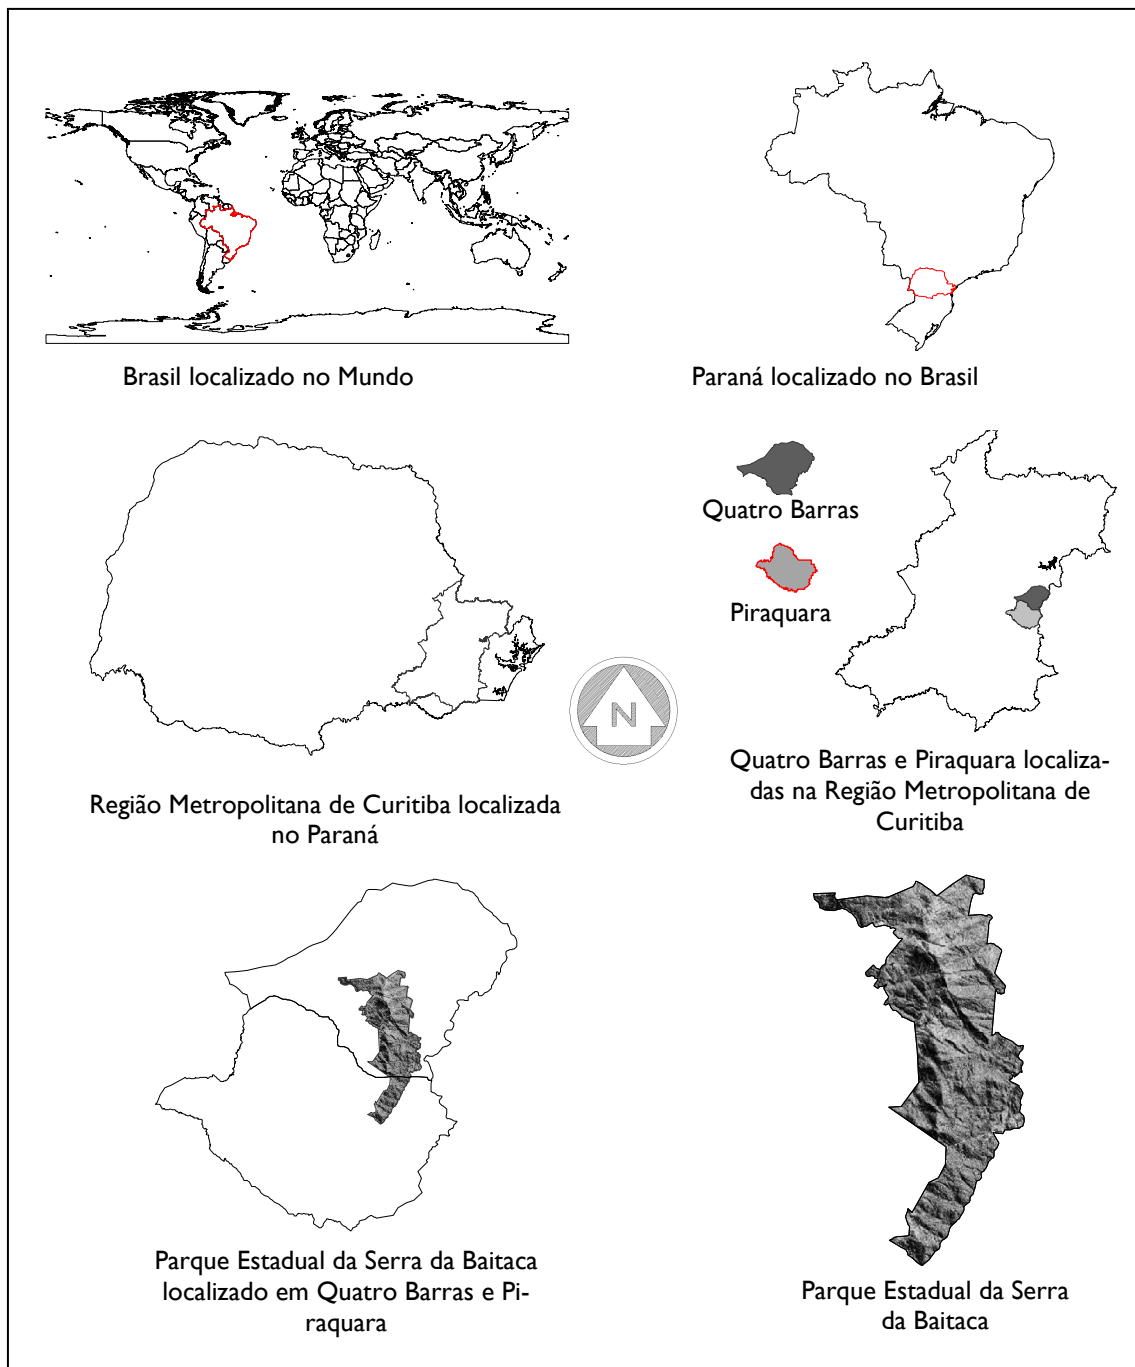 Brasil localizado no Mundo
Paraná localizado no Brasil
Quatro Barras
Piraquara
N
Região Metropolitana de Curitiba localizada
no Paraná
Quatro Barras e Piraquara localiza-
das na Região Metropolitana de
Curitiba
Parque Estadual da Serra da Baitaca
localizado em Quatro Barras e Pi-
raquara
Parque Estadual da Serra
da Baitaca